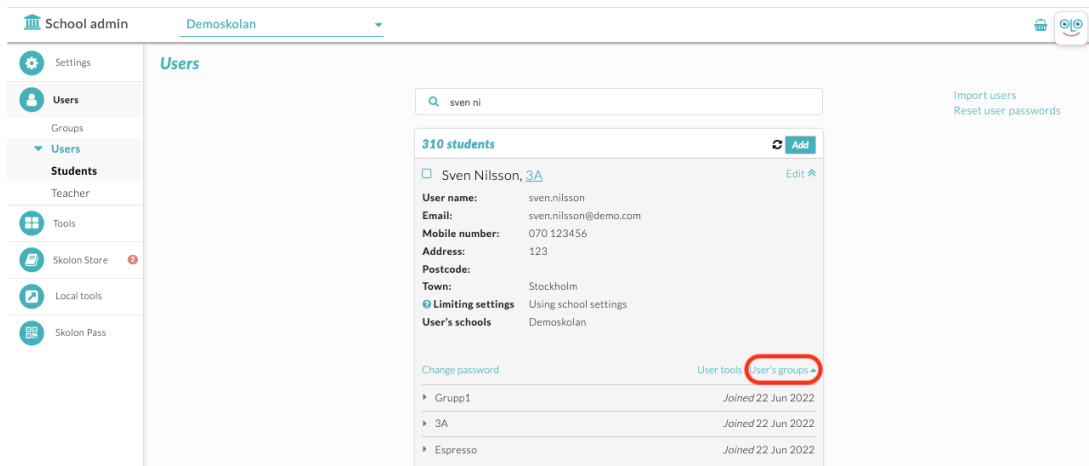 School admin
Demoskolan
Settings
Users
Groups
Users
Students
Teacher
Tools
Skolon Store 2
Local tools
Skolon Pass
Users
sven ni
Import users
Reset user passwords
310 students Add
Sven Nilsson, 3A Edit
User name: sven.nilsson
Email: sven.nilsson@demo.com
Mobile number: 070 123456
Address: 123
Postcode:
Town: Stockholm
? Limiting settings Using school settings
User's schools Demoskolan
Change password User tools User's groups
Grupp1 Joined 22 Jun 2022
3A Joined 22 Jun 2022
Espresso Joined 22 Jun 2022